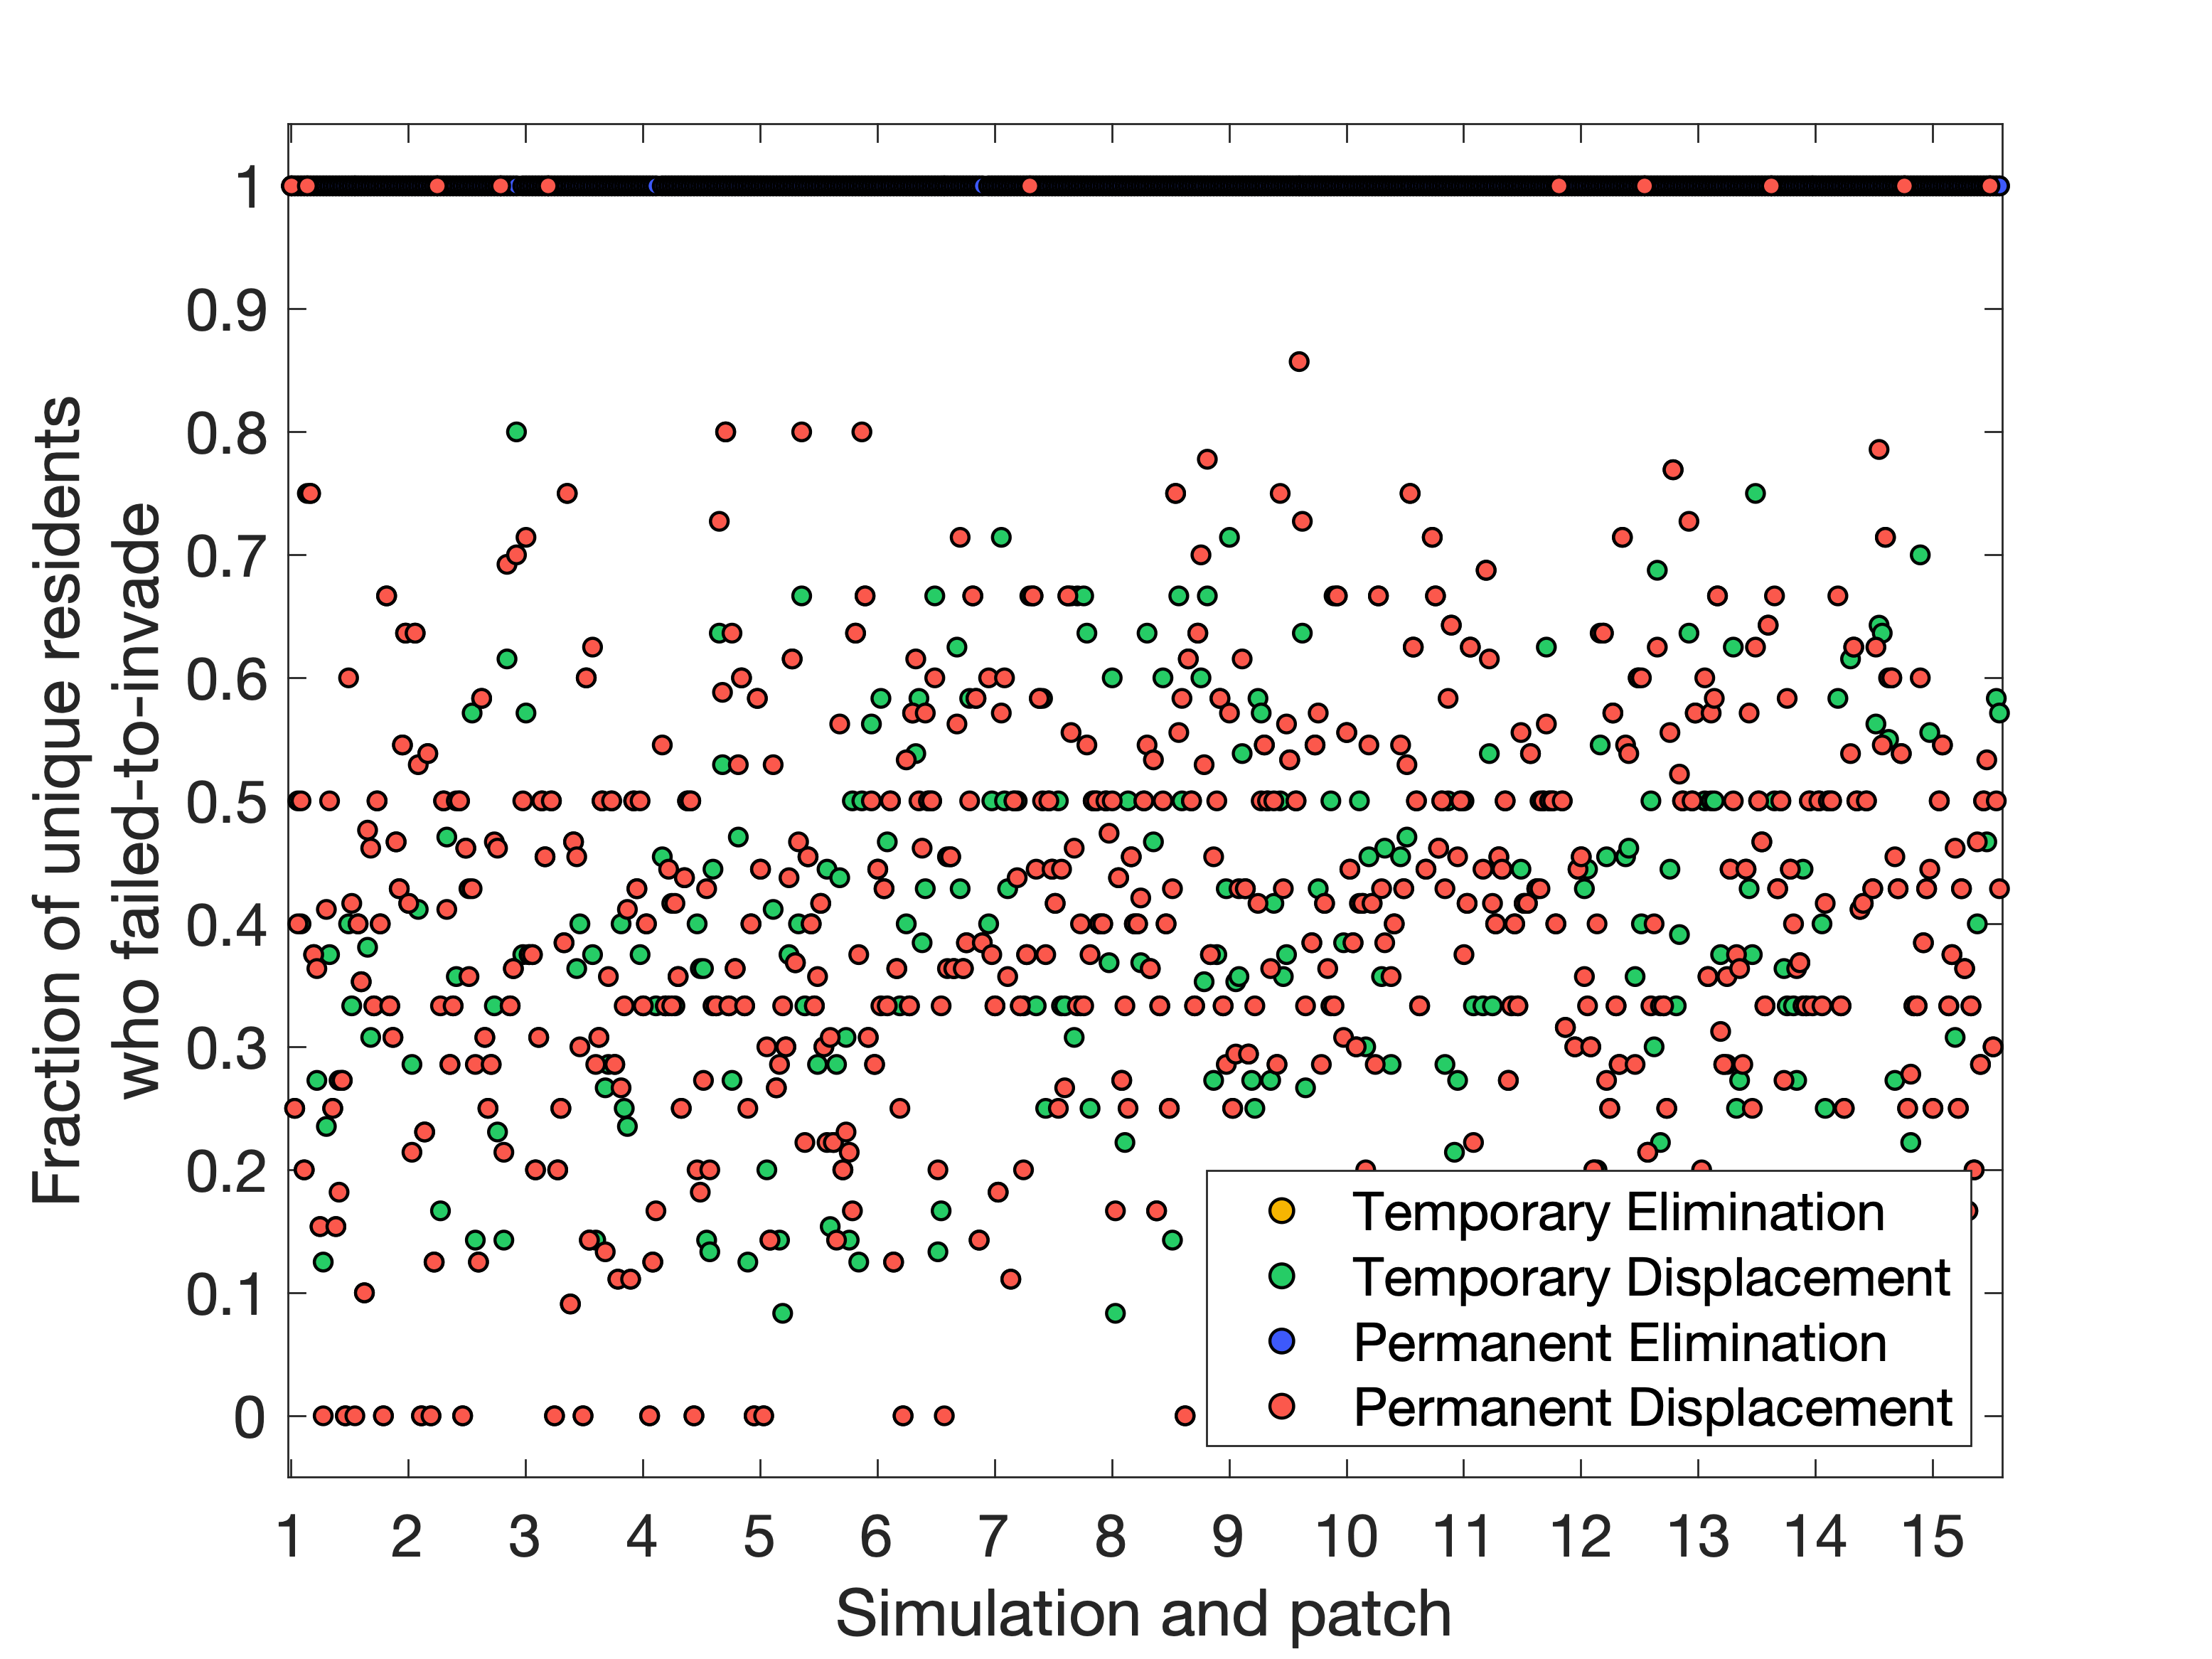 Fraction of unique residents
who failed-to-invade
1
0.9
0.8
0.7
0.6
0.5
0.4
0.3
0.2
0.1
0
Temporary Elimination
Temporary Displacement
Permanent Elimination
Permanent Displacement
1 2 3 4 5 6 7 8 9 10 11 12 13 14 15
Simulation and patch